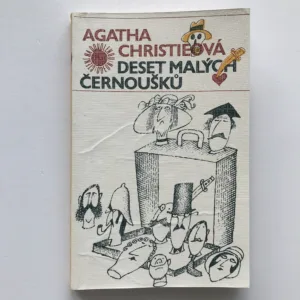 AGATHA
CHRISTIEOVÁ
DESET MALÝCH
ČERNOUŠKŮ